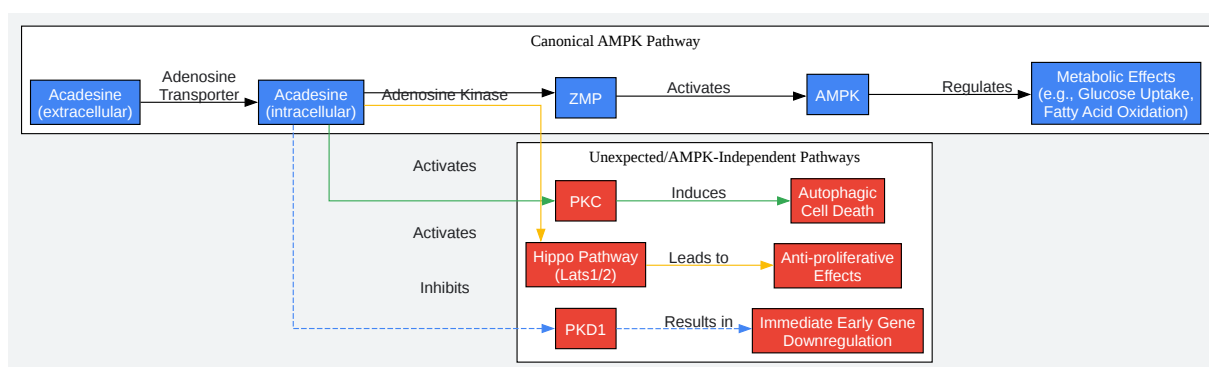 Canonical AMPK Pathway
Acadesine
(extracellular)
Adenosine
Transporter
Acadesine
(intracellular)
Adenosine Kinase
ZMP
Activates
AMPK
Regulates
Metabolic Effects
(e.g., Glucose Uptake,
Fatty Acid Oxidation)
Unexpected/AMPK-Independent Pathways
Activates
PKC
Induces
Autophagic
Cell Death
Activates
Hippo Pathway
(Lats1/2)
Leads to
Anti-proliferative
Effects
Inhibits
PKD1
Results in
Immediate Early Gene
Downregulation